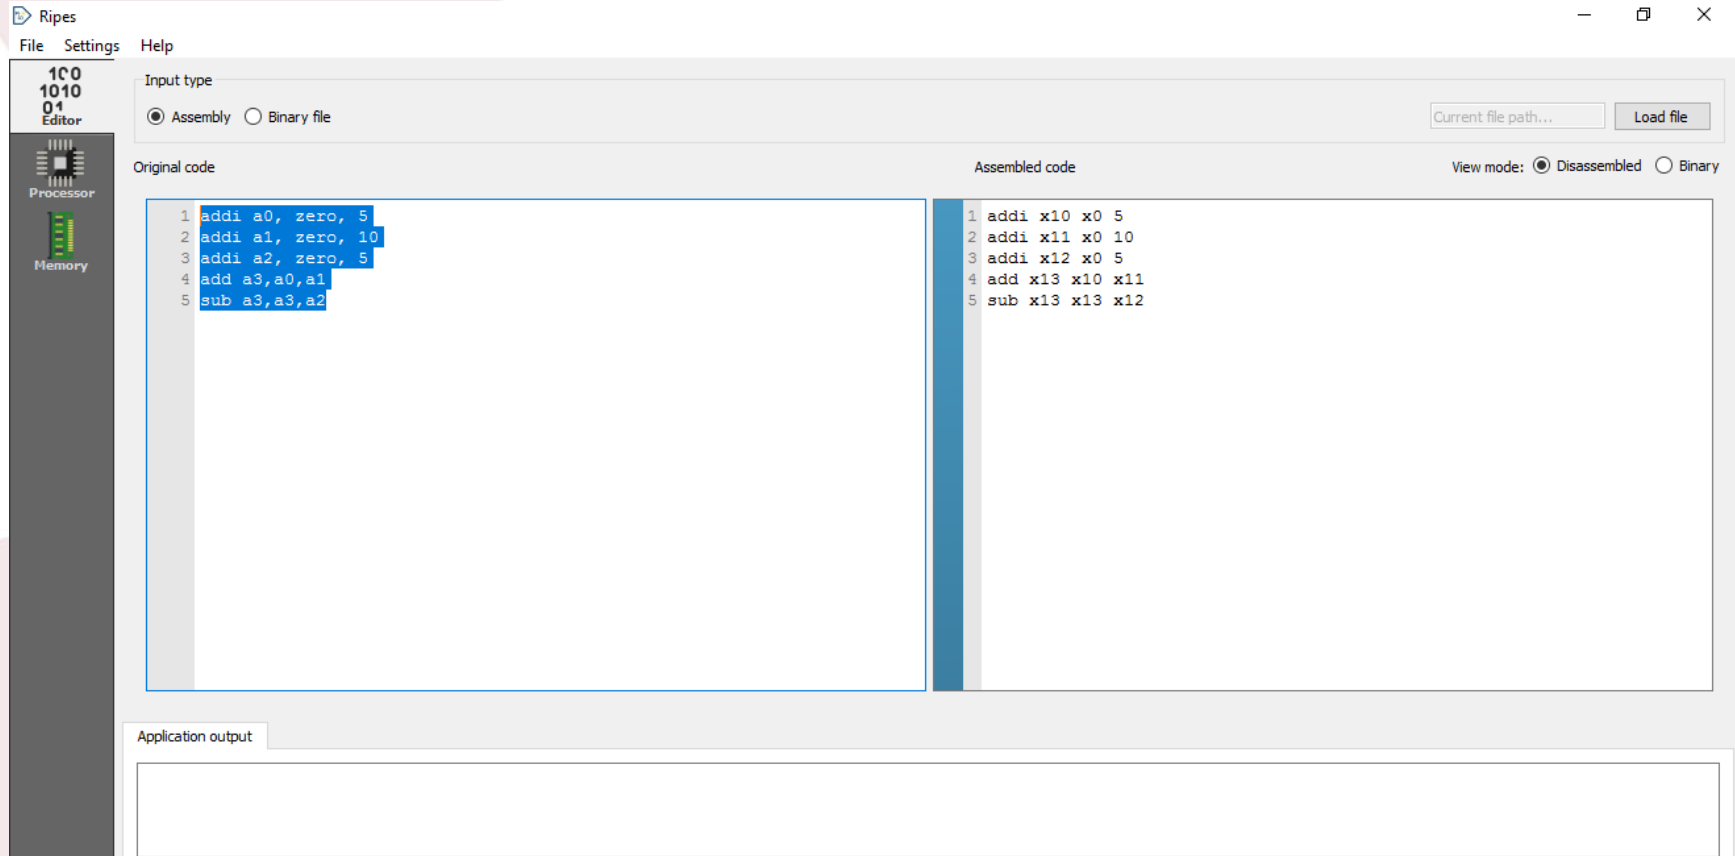 Ripes
File Settings Help
100
1010
01
Editor
Processor
Memory
Input type
Assembly Binary file
Current file path... Load file
Original code
Assembled code
View mode: Disassembled Binary
1 addi a0, zero, 5
2 addi a1, zero, 10
3 addi a2, zero, 5
4 add a3,a0,a1
5 sub a3,a3,a2
1 addi x10 x0 5
2 addi x11 x0 10
3 addi x12 x0 5
4 add x13 x10 x11
5 sub x13 x13 x12
Application output